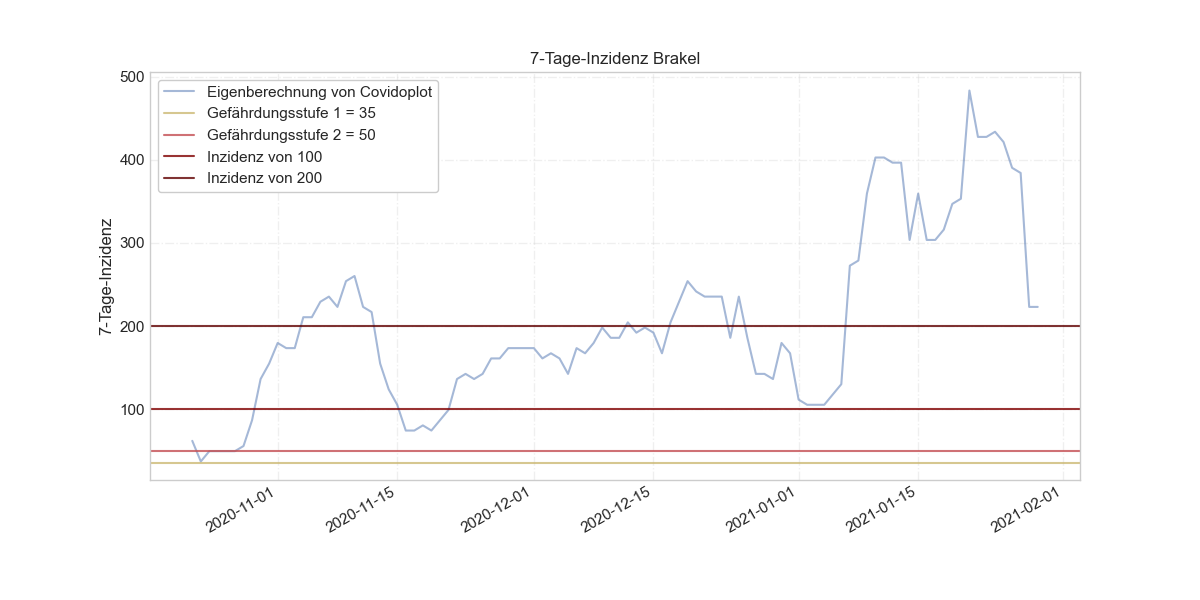 7-Tage-Inzidenz Brakel
500
400
300
200
100
7-Tage-Inzidenz
Eigenberechnung von Covidoplot
Gefährdungsstufe 1 = 35
Gefährdungsstufe 2 = 50
Inzidenz von 100
Inzidenz von 200
2020-11-01
2020-11-15
2020-12-01
2020-12-15
2021-01-01
2021-01-15
2021-02-01